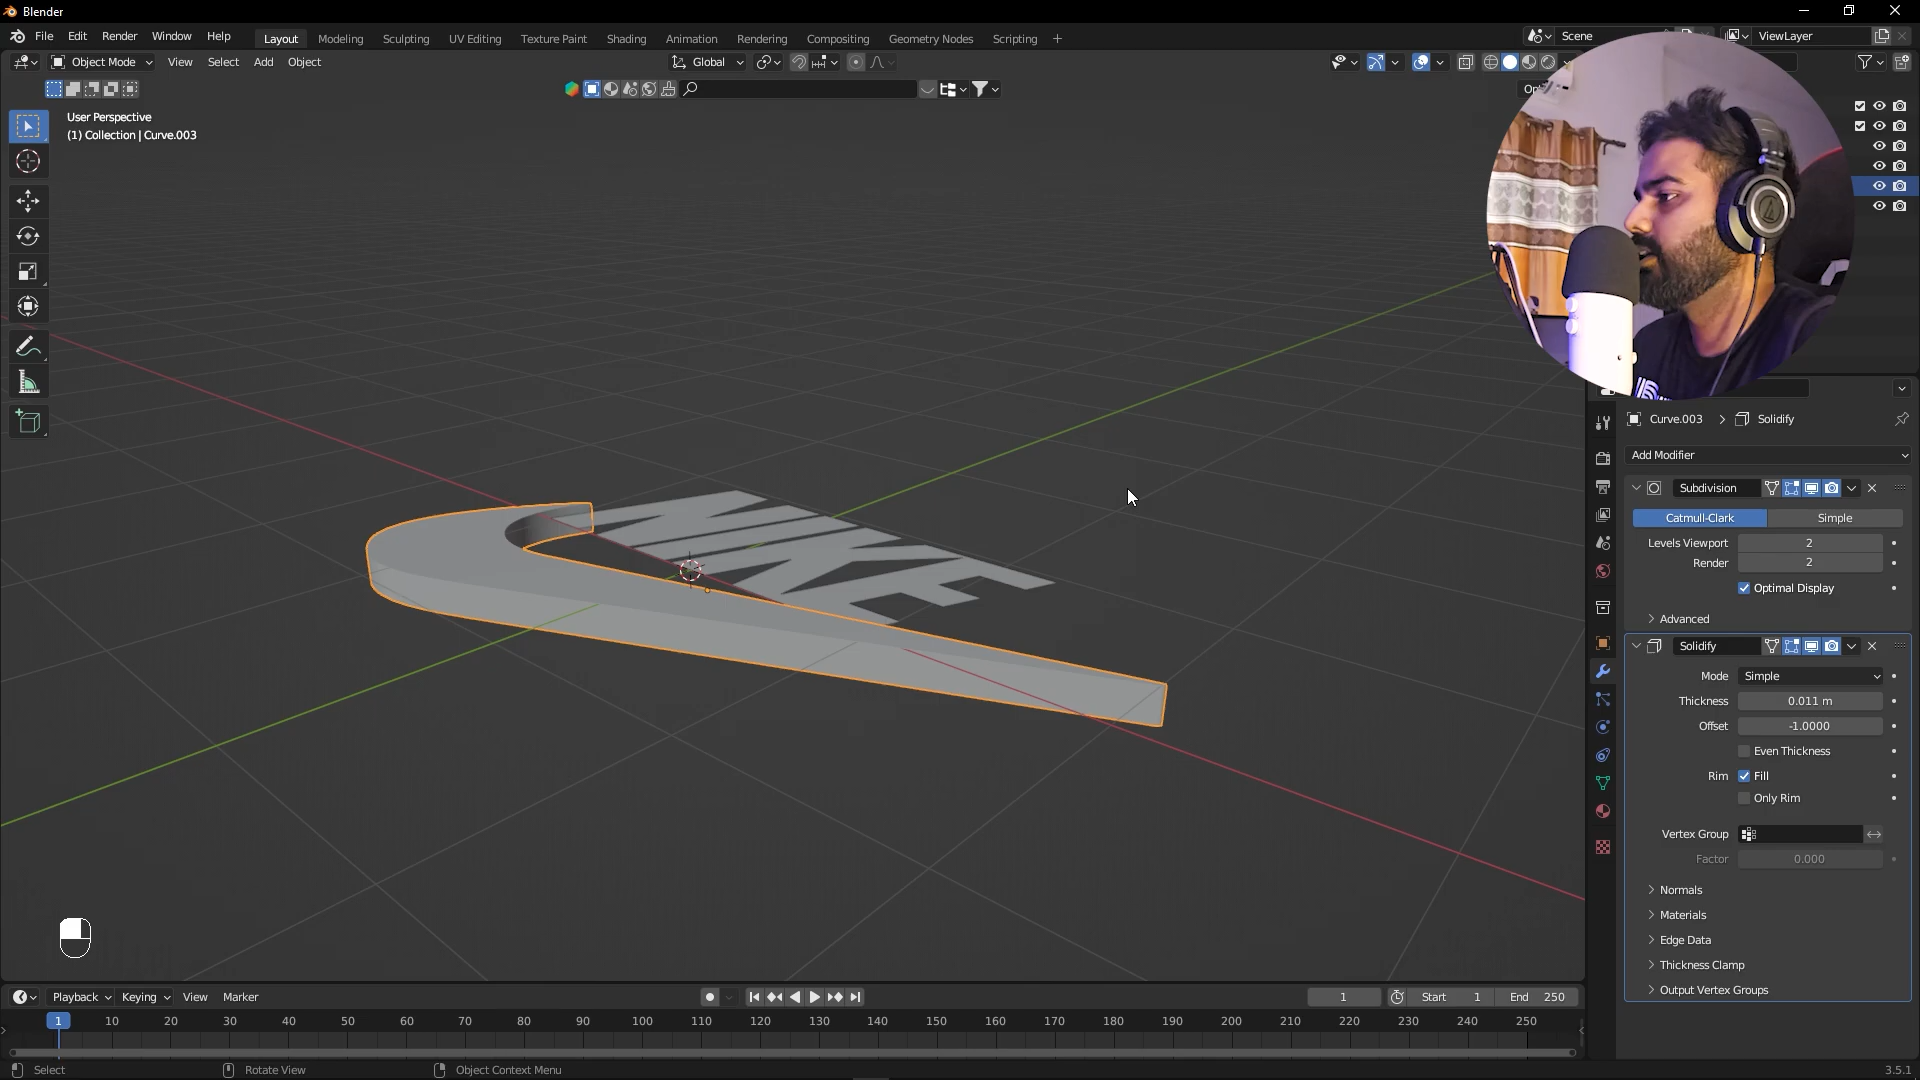 Blender
File Edit Render Window Help
Layout Modeling Sculpting UV Editing Texture Paint Shading Animation Rendering Compositing Geometry Nodes Scripting +
Scene
ViewLayer
Object Mode View Select Add Object
Global
User Perspective
(1) Collection | Curve.003
NIKE
Curve.003 > Solidify
Add Modifier
Subdivision
Catmull-Clark Simple
Levels Viewport 2
Render 2
Optimal Display
Advanced
Solidify
Mode Simple
Thickness 0.011 m
Offset -1.0000
Even Thickness
Rim Fill
Only Rim
Vertex Group
Factor 0.000
Normals
Materials
Edge Data
Thickness Clamp
Output Vertex Groups
Playback Keying View Marker
1 Start 1 End 250
1 10 20 30 40 50 60 70 80 90 100 110 120 130 140 150 160 170 180 190 200 210 220 230 240 250
Select Rotate View Object Context Menu
3.5.1